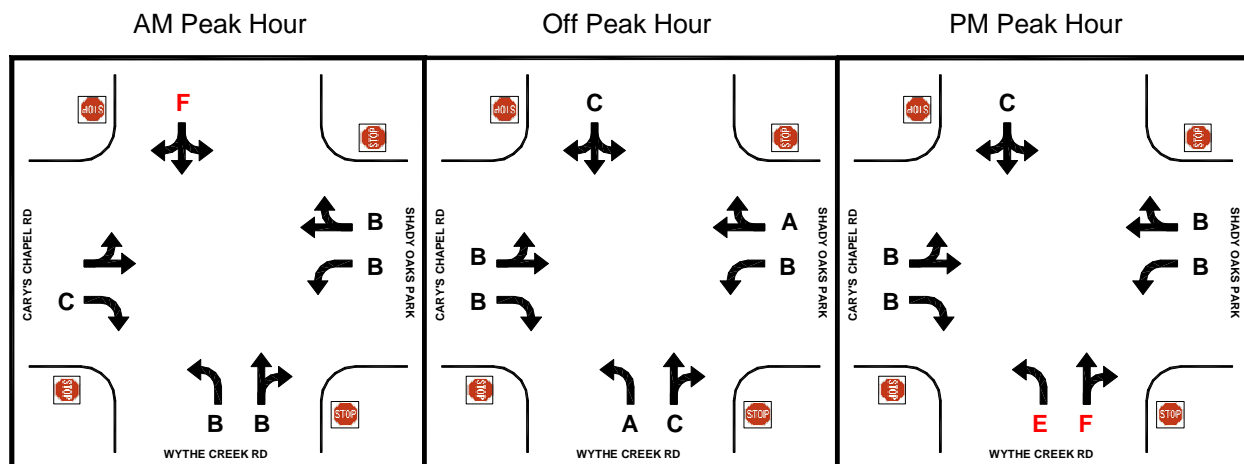 AM Peak Hour
Off Peak Hour
PM Peak Hour
STOP
STOP
F
B
B
C
B
B
STOP
STOP
CARY'S CHAPEL RD
SHADY OAKS PARK
WYTHE CREEK RD
STOP
STOP
C
A
B
B
B
A
C
STOP
STOP
CARY'S CHAPEL RD
SHADY OAKS PARK
WYTHE CREEK RD
STOP
STOP
C
B
B
B
B
E
F
STOP
STOP
CARY'S CHAPEL RD
SHADY OAKS PARK
WYTHE CREEK RD